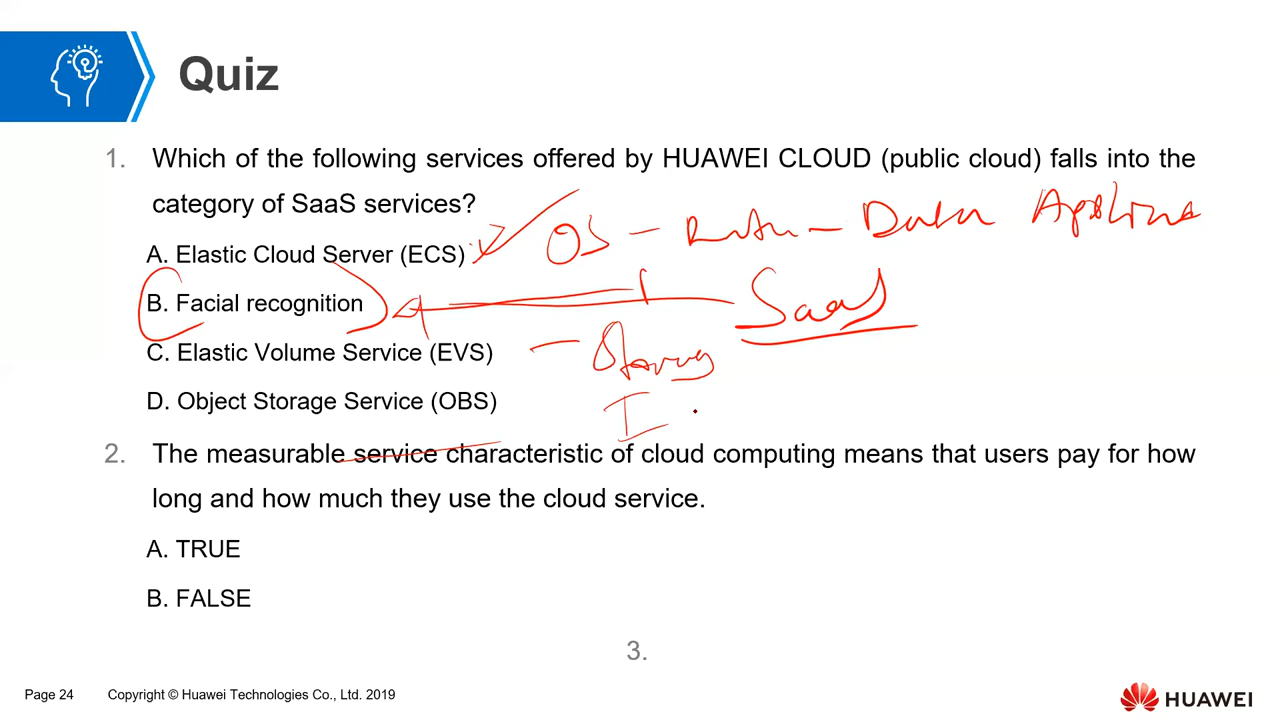 Quiz
1. Which of the following services offered by HUAWEI CLOUD (public cloud) falls into the
category of SaaS services?
OS - - Data
A. Elastic Cloud Server (ECS)
B. Facial recognition
SaaS
C. Elastic Volume Service (EVS)
D. Object Storage Service (OBS)
I
2. The measurable service characteristic of cloud computing means that users pay for how
long and how much they use the cloud service.
A. TRUE
B. FALSE
3.
Page 24 Copyright © Huawei Technologies Co., Ltd. 2019
HUAWEI